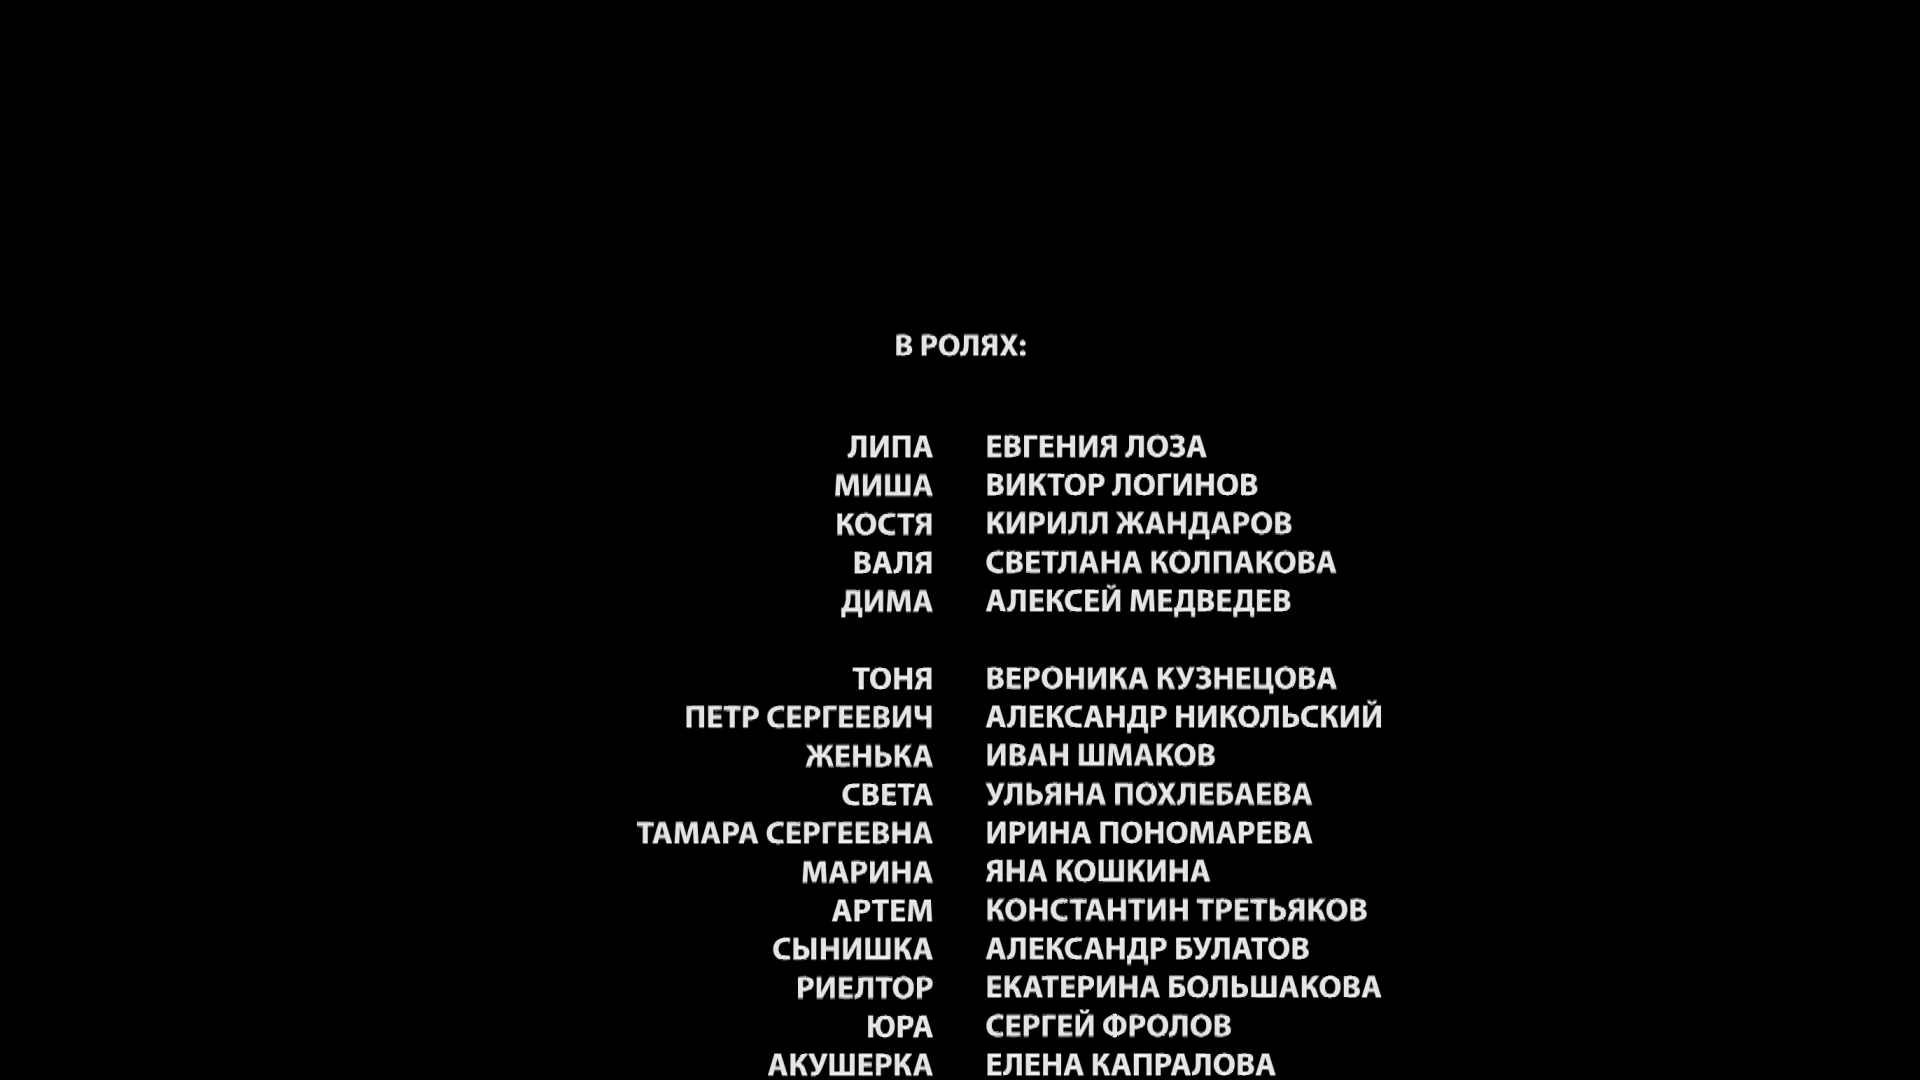 В РОЛЯХ:
ЛИПА ЕВГЕНИЯ ЛОЗА
МИША ВИКТОР ЛОГИНОВ
КОСТЯ КИРИЛЛ ЖАНДАРОВ
ВАЛЯ СВЕТЛАНА КОЛПАКОВА
ДИМА АЛЕКСЕЙ МЕДВЕДЕВ
ТОНЯ ВЕРОНИКА КУЗНЕЦОВА
ПЕТР СЕРГЕЕВИЧ АЛЕКСАНДР НИКОЛЬСКИЙ
ЖЕНЬКА ИВАН ШМАКОВ
СВЕТА УЛЬЯНА ПОХЛЕБАЕВА
ТАМАРА СЕРГЕЕВНА ИРИНА ПОНОМАРЕВА
МАРИНА ЯНА КОШКИНА
АРТЕМ КОНСТАНТИН ТРЕТЬЯКОВ
СЫНИШКА АЛЕКСАНДР БУЛАТОВ
РИЕЛТОР ЕКАТЕРИНА БОЛЬШАКОВА
ЮРА СЕРГЕЙ ФРОЛОВ
АКУШЕРКА ЕЛЕНА КАПРАЛОВА